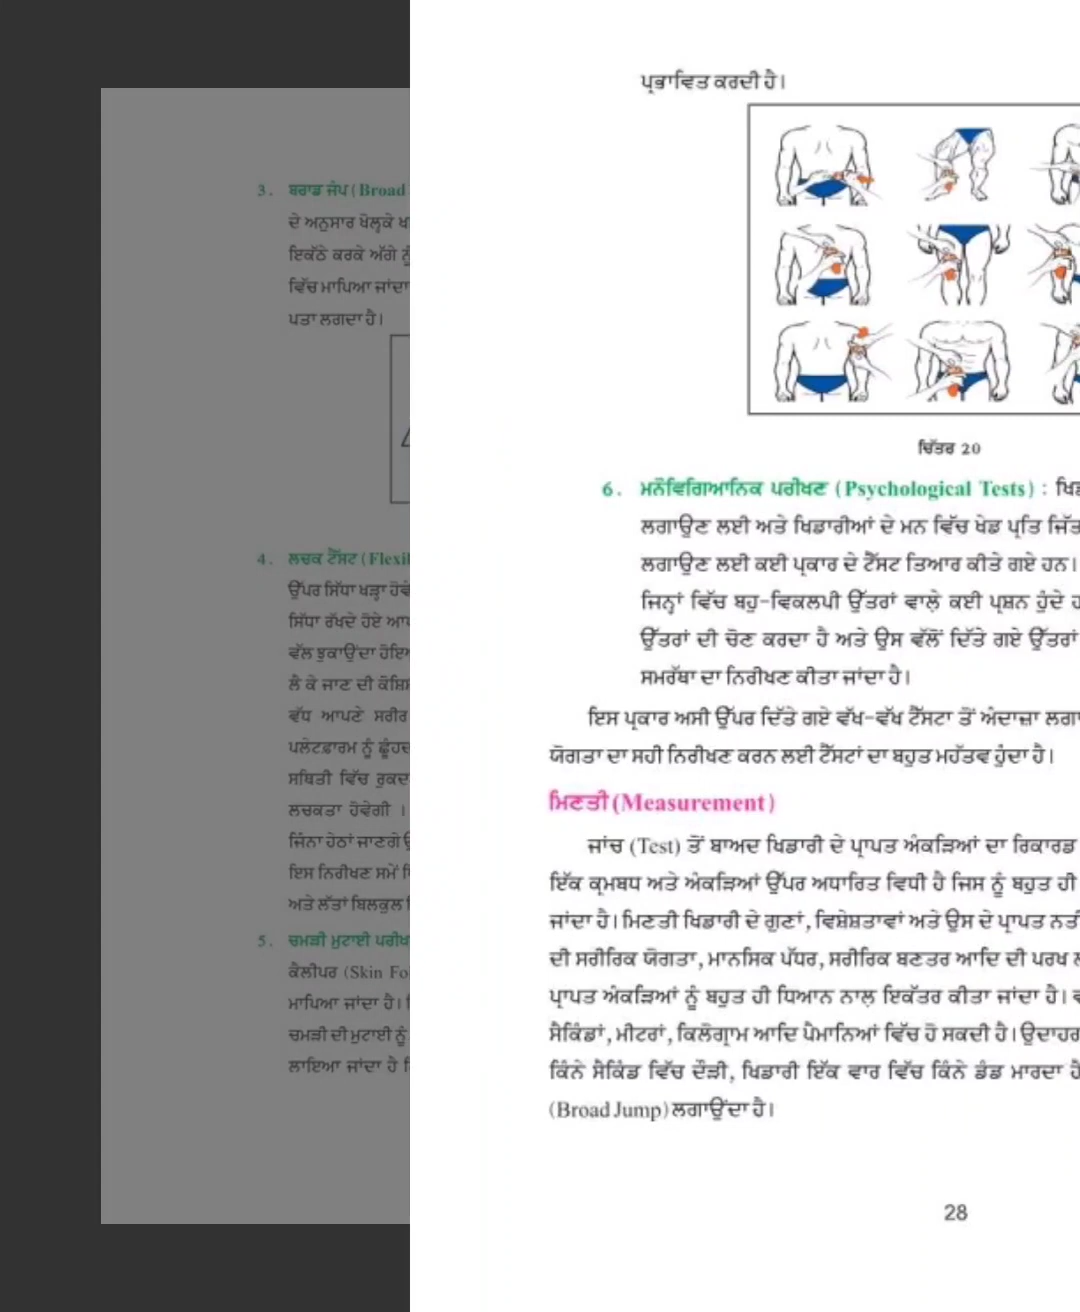 3. ਬਰਾਡ ਜੰਪ (Broad
ਦੇ ਅਨੁਸਾਰ ਖੋਲ੍ਹਕੇ
ਇਕੱਠੇ ਕਰਕੇ ਅੱਗੇ ਨੂੰ
ਵਿੱਚ ਮਾਪਿਆ ਜਾਂਦਾ
ਪਤਾ ਲਗਦਾ ਹੈ।
4. ਲਚਕ ਟੈੱਸਟ (Flexi
ਉੱਪਰ ਸਿੱਧਾ ਖੜ੍ਹਾ ਹੋਵੇ
ਸਿੱਧਾ ਰੱਖਦੇ ਹੋਏ
ਵੱਲ ਝੁਕਾਉਂਦਾ
ਲੈ ਕੇ ਜਾਣ ਦੀ
ਵੱਧ ਆਪਣੇ ਸਰੀਰ
ਪਲੇਟਫਾਰਮ ਨੂੰ
ਸਥਿਤੀ ਵਿੱਚ ਰੁਕਦਾ
ਲਚਕਤਾ ਹੋਵੇਗੀ ।
ਜਿੰਨਾ ਹੇਠਾਂ ਜਾਣਗੇ
ਇਸ ਨਿਰੀਖਣ ਸਮੇਂ
ਅਤੇ ਲੱਤਾਂ ਬਿਲਕੁਲ
5. ਚਮੜੀ ਮੁਟਾਈ
ਕੈਲੀਪਰ (Skin Fo
ਮਾਪਿਆ ਜਾਂਦਾ ਹੈ।
ਚਮੜੀ ਦੀ ਮੁਟਾਈ ਨੂੰ
ਲਾਇਆ ਜਾਂਦਾ ਹੈ
ਪ੍ਰਭਾਵਿਤ ਕਰਦੀ ਹੈ।
ਚਿੱਤਰ 20
6. ਮਨੋਵਿਗਿਆਨਿਕ ਪਰੀਖਣ (Psychological Tests) :
ਲਗਾਉਣ ਲਈ ਅਤੇ ਖਿਡਾਰੀਆਂ ਦੇ ਮਨ ਵਿੱਚ ਖੇਡ ਪ੍ਰਤਿ ਜਿੱਤ
ਲਗਾਉਣ ਲਈ ਕਈ ਪ੍ਰਕਾਰ ਦੇ ਟੈੱਸਟ ਤਿਆਰ ਕੀਤੇ ਗਏ ਹਨ।
ਜਿਨ੍ਹਾਂ ਵਿੱਚ ਬਹੁ-ਵਿਕਲਪੀ ਉੱਤਰਾਂ ਵਾਲ਼ੇ ਕਈ ਪ੍ਰਸ਼ਨ ਹੁੰਦੇ
ਉੱਤਰਾਂ ਦੀ ਚੋਣ ਕਰਦਾ ਹੈ ਅਤੇ ਉਸ ਵੱਲੋਂ ਦਿੱਤੇ ਗਏ ਉੱਤਰਾਂ
ਸਮਰੱਥਾ ਦਾ ਨਿਰੀਖਣ ਕੀਤਾ ਜਾਂਦਾ ਹੈ।
ਇਸ ਪ੍ਰਕਾਰ ਅਸੀ ਉੱਪਰ ਦਿੱਤੇ ਗਏ ਵੱਖ-ਵੱਖ ਟੈੱਸਟਾ ਤੋਂ ਅੰਦਾਜ਼ਾ
ਯੋਗਤਾ ਦਾ ਸਹੀ ਨਿਰੀਖਣ ਕਰਨ ਲਈ ਟੈੱਸਟਾਂ ਦਾ ਬਹੁਤ ਮਹੱਤਵ ਹੁੰਦਾ ਹੈ।
ਮਿਣਤੀ (Measurement)
ਜਾਂਚ (Test) ਤੋਂ ਬਾਅਦ ਖਿਡਾਰੀ ਦੇ ਪ੍ਰਾਪਤ ਅੰਕੜਿਆਂ ਦਾ ਰਿਕਾਰਡ
ਇੱਕ ਕ੍ਰਮਬਧ ਅਤੇ ਅੰਕੜਿਆਂ ਉੱਪਰ ਅਧਾਰਿਤ ਵਿਧੀ ਹੈ ਜਿਸ ਨੂੰ ਬਹੁਤ ਹੀ
ਜਾਂਦਾ ਹੈ। ਮਿਣਤੀ ਖਿਡਾਰੀ ਦੇ ਗੁਣਾਂ, ਵਿਸ਼ੇਸ਼ਤਾਵਾਂ ਅਤੇ ਉਸ ਦੇ ਪ੍ਰਾਪਤ
ਦੀ ਸਰੀਰਿਕ ਯੋਗਤਾ, ਮਾਨਸਿਕ ਪੱਧਰ, ਸਰੀਰਿਕ ਬਣਤਰ ਆਦਿ ਦੀ ਪਰਖ
ਪ੍ਰਾਪਤ ਅੰਕੜਿਆਂ ਨੂੰ ਬਹੁਤ ਹੀ ਧਿਆਨ ਨਾਲ਼ ਇਕੱਤਰ ਕੀਤਾ ਜਾਂਦਾ ਹੈ।
ਸੈਕਿੰਡਾਂ, ਮੀਟਰਾਂ, ਕਿਲੋਗ੍ਰਾਮ ਆਦਿ ਪੈਮਾਨਿਆਂ ਵਿੱਚ ਹੋ ਸਕਦੀ ਹੈ।
ਕਿੰਨੇ ਸੈਕਿੰਡ ਵਿੱਚ ਦੌੜੀ, ਖਿਡਾਰੀ ਇੱਕ ਵਾਰ ਵਿੱਚ ਕਿੰਨੇ ਡੰਡ ਮਾਰਦਾ
(Broad Jump) ਲਗਾਉਂਦਾ ਹੈ।
28